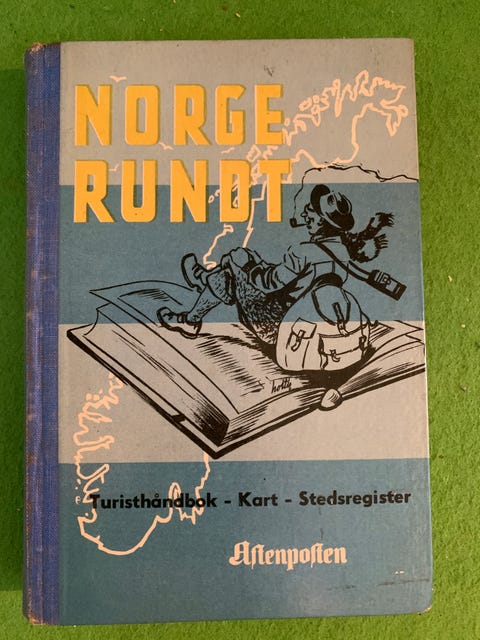 NORGE
RUNDT
Turisthåndbok - Kart - Stedsregister
Aftenposten